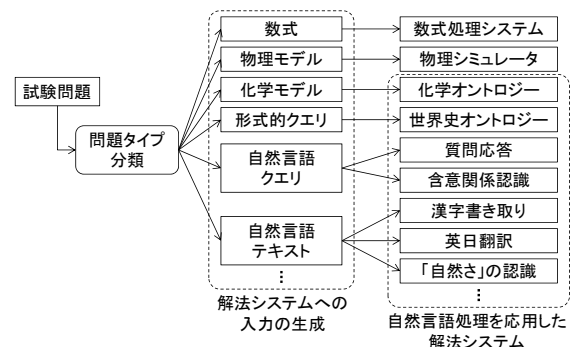 試験問題
問題タイプ
分類
数式
物理モデル
化学モデル
形式的クエリ
自然言語
クエリ
自然言語
テキスト
⋮
解法システムへの
入力の生成
数式処理システム
物理シミュレータ
化学オントロジー
世界史オントロジー
質問応答
含意関係認識
漢字書き取り
英日翻訳
「自然さ」の認識
⋮
自然言語処理を応用した
解法システム